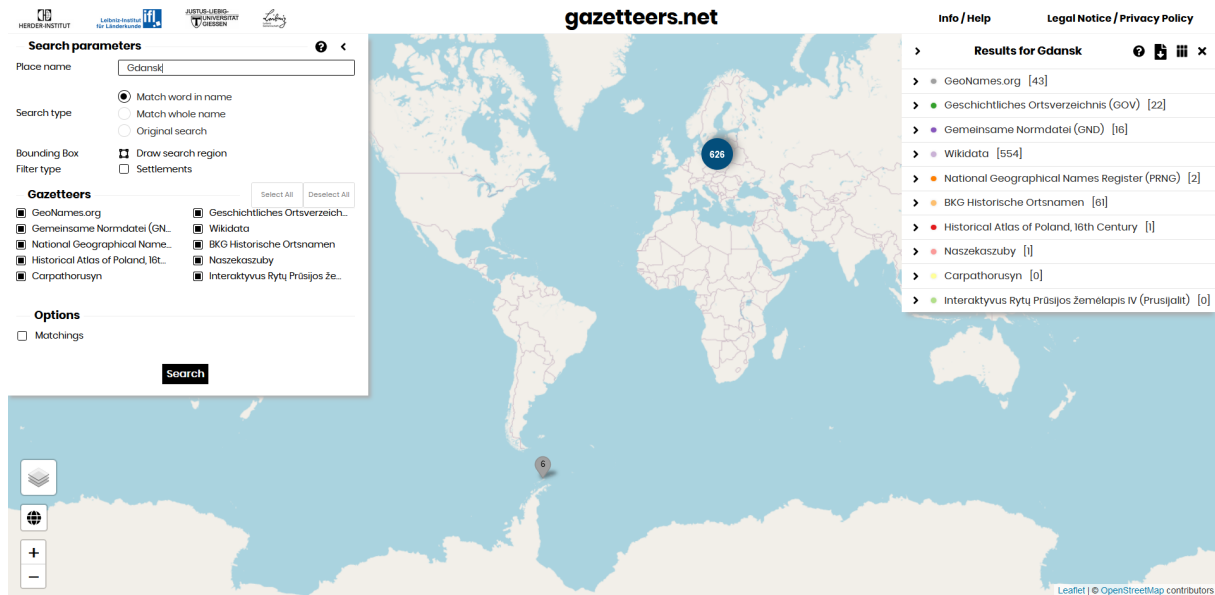 HERDER-INSTITUT
Leibniz-Institut
für Länderkunde
ifl
JUSTUS-LIEBIG-
UNIVERSITÄT
GIESSEN
Leibniz
gazetteers.net
Info / Help
Legal Notice / Privacy Policy
Search parameters
?
Place name
Gdansk
Search type
Match word in name
Match whole name
Original search
Bounding Box
Draw search region
Filter type
Settlements
Gazetteers
Select All
Deselect All
GeoNames.org
Geschichtliches Ortsverzeich...
Gemeinsame Normdatei (GN...
Wikidata
National Geographical Name...
BKG Historische Ortsnamen
Historical Atlas of Poland, 16t...
Naszekaszuby
Carpathorusyn
Interaktyvus Rytų Prūsijos že...
Options
Matchings
Search
626
6
+
−
Results for Gdansk
?
GeoNames.org [43]
Geschichtliches Ortsverzeichnis (GOV) [22]
Gemeinsame Normdatei (GND) [16]
Wikidata [554]
National Geographical Names Register (PRNG) [2]
BKG Historische Ortsnamen [61]
Historical Atlas of Poland, 16th Century [1]
Naszekaszuby [1]
Carpathorusyn [0]
Interaktyvus Rytų Prūsijos žemėlapis IV (Prusijalit) [0]
Leaflet | © OpenStreetMap contributors